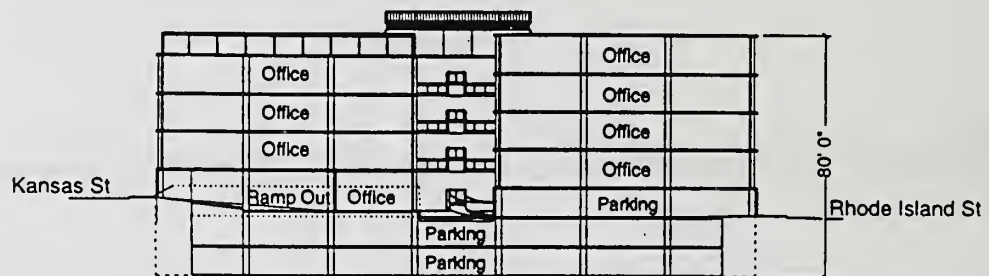 Office
Office
Office
Office
Office
Office
Office
80' 0"
Kansas St
Ramp Out
Office
Parking
Rhode Island St
Parking
Parking